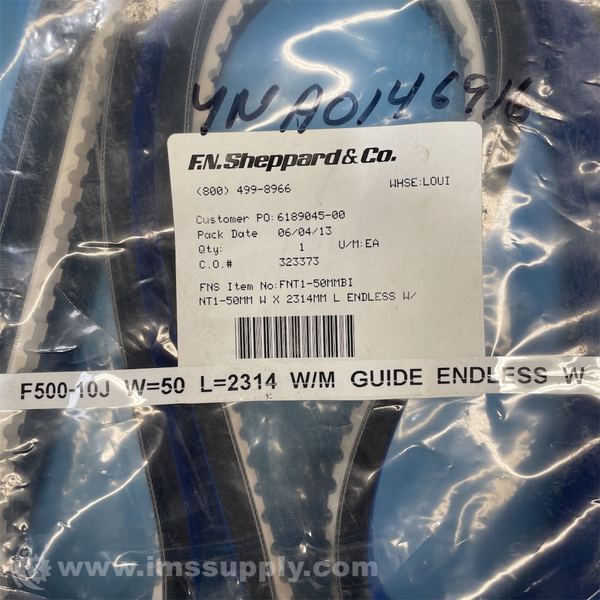 YNA0146916
F.N. Sheppard & Co.
(800) 499-8966 WHSE:LOUI
Customer PO:6189045-00
Pack Date 06/04/13
Qty: 1 U/M:EA
C.O.# 323373
FNS Item No:FNT1-50MMBI
NT1-50MM W X 2314MM L ENDLESS W/
F500-10J W=50 L=2314 W/M GUIDE ENDLESS W
www.imssupply.com